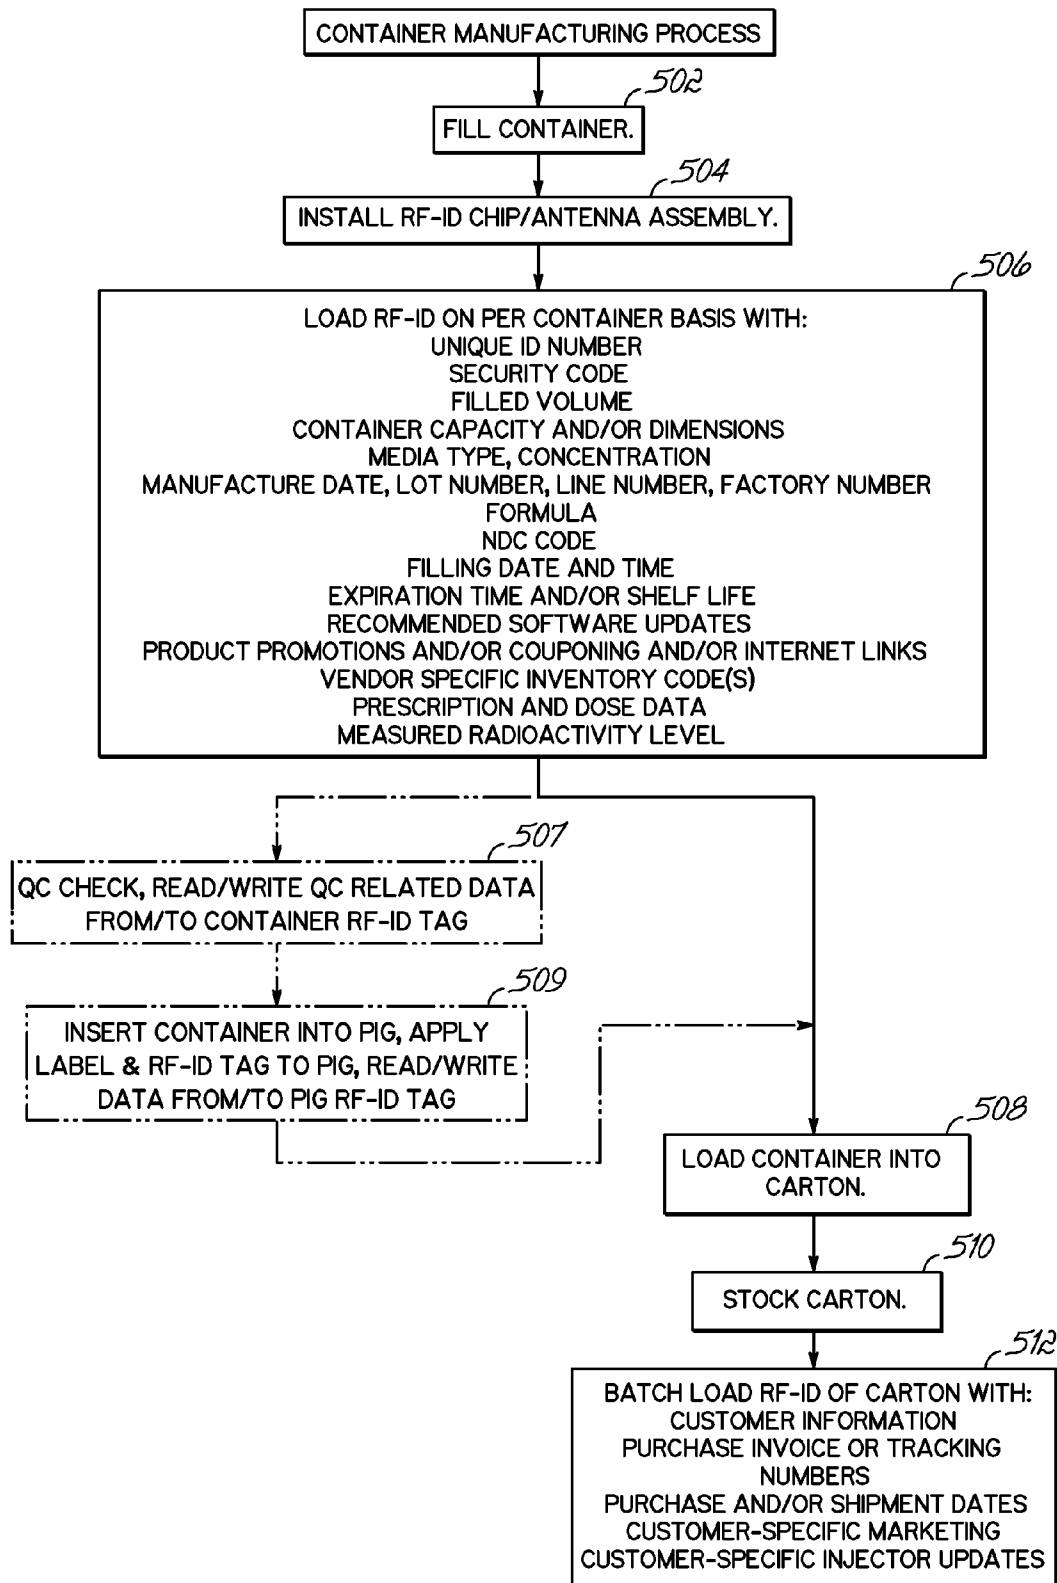 CONTAINER MANUFACTURING PROCESS
502
FILL CONTAINER.
504
INSTALL RF-ID CHIP/ANTENNA ASSEMBLY.
506
LOAD RF-ID ON PER CONTAINER BASIS WITH:
UNIQUE ID NUMBER
SECURITY CODE
FILLED VOLUME
CONTAINER CAPACITY AND/OR DIMENSIONS
MEDIA TYPE, CONCENTRATION
MANUFACTURE DATE, LOT NUMBER, LINE NUMBER, FACTORY NUMBER
FORMULA
NDC CODE
FILLING DATE AND TIME
EXPIRATION TIME AND/OR SHELF LIFE
RECOMMENDED SOFTWARE UPDATES
PRODUCT PROMOTIONS AND/OR COUPONING AND/OR INTERNET LINKS
VENDOR SPECIFIC INVENTORY CODE(S)
PRESCRIPTION AND DOSE DATA
MEASURED RADIOACTIVITY LEVEL
507
QC CHECK, READ/WRITE QC RELATED DATA
FROM/TO CONTAINER RF-ID TAG
509
INSERT CONTAINER INTO PIG, APPLY
LABEL & RF-ID TAG TO PIG, READ/WRITE
DATA FROM/TO PIG RF-ID TAG
508
LOAD CONTAINER INTO
CARTON.
510
STOCK CARTON.
512
BATCH LOAD RF-ID OF CARTON WITH:
CUSTOMER INFORMATION
PURCHASE INVOICE OR TRACKING
NUMBERS
PURCHASE AND/OR SHIPMENT DATES
CUSTOMER-SPECIFIC MARKETING
CUSTOMER-SPECIFIC INJECTOR UPDATES